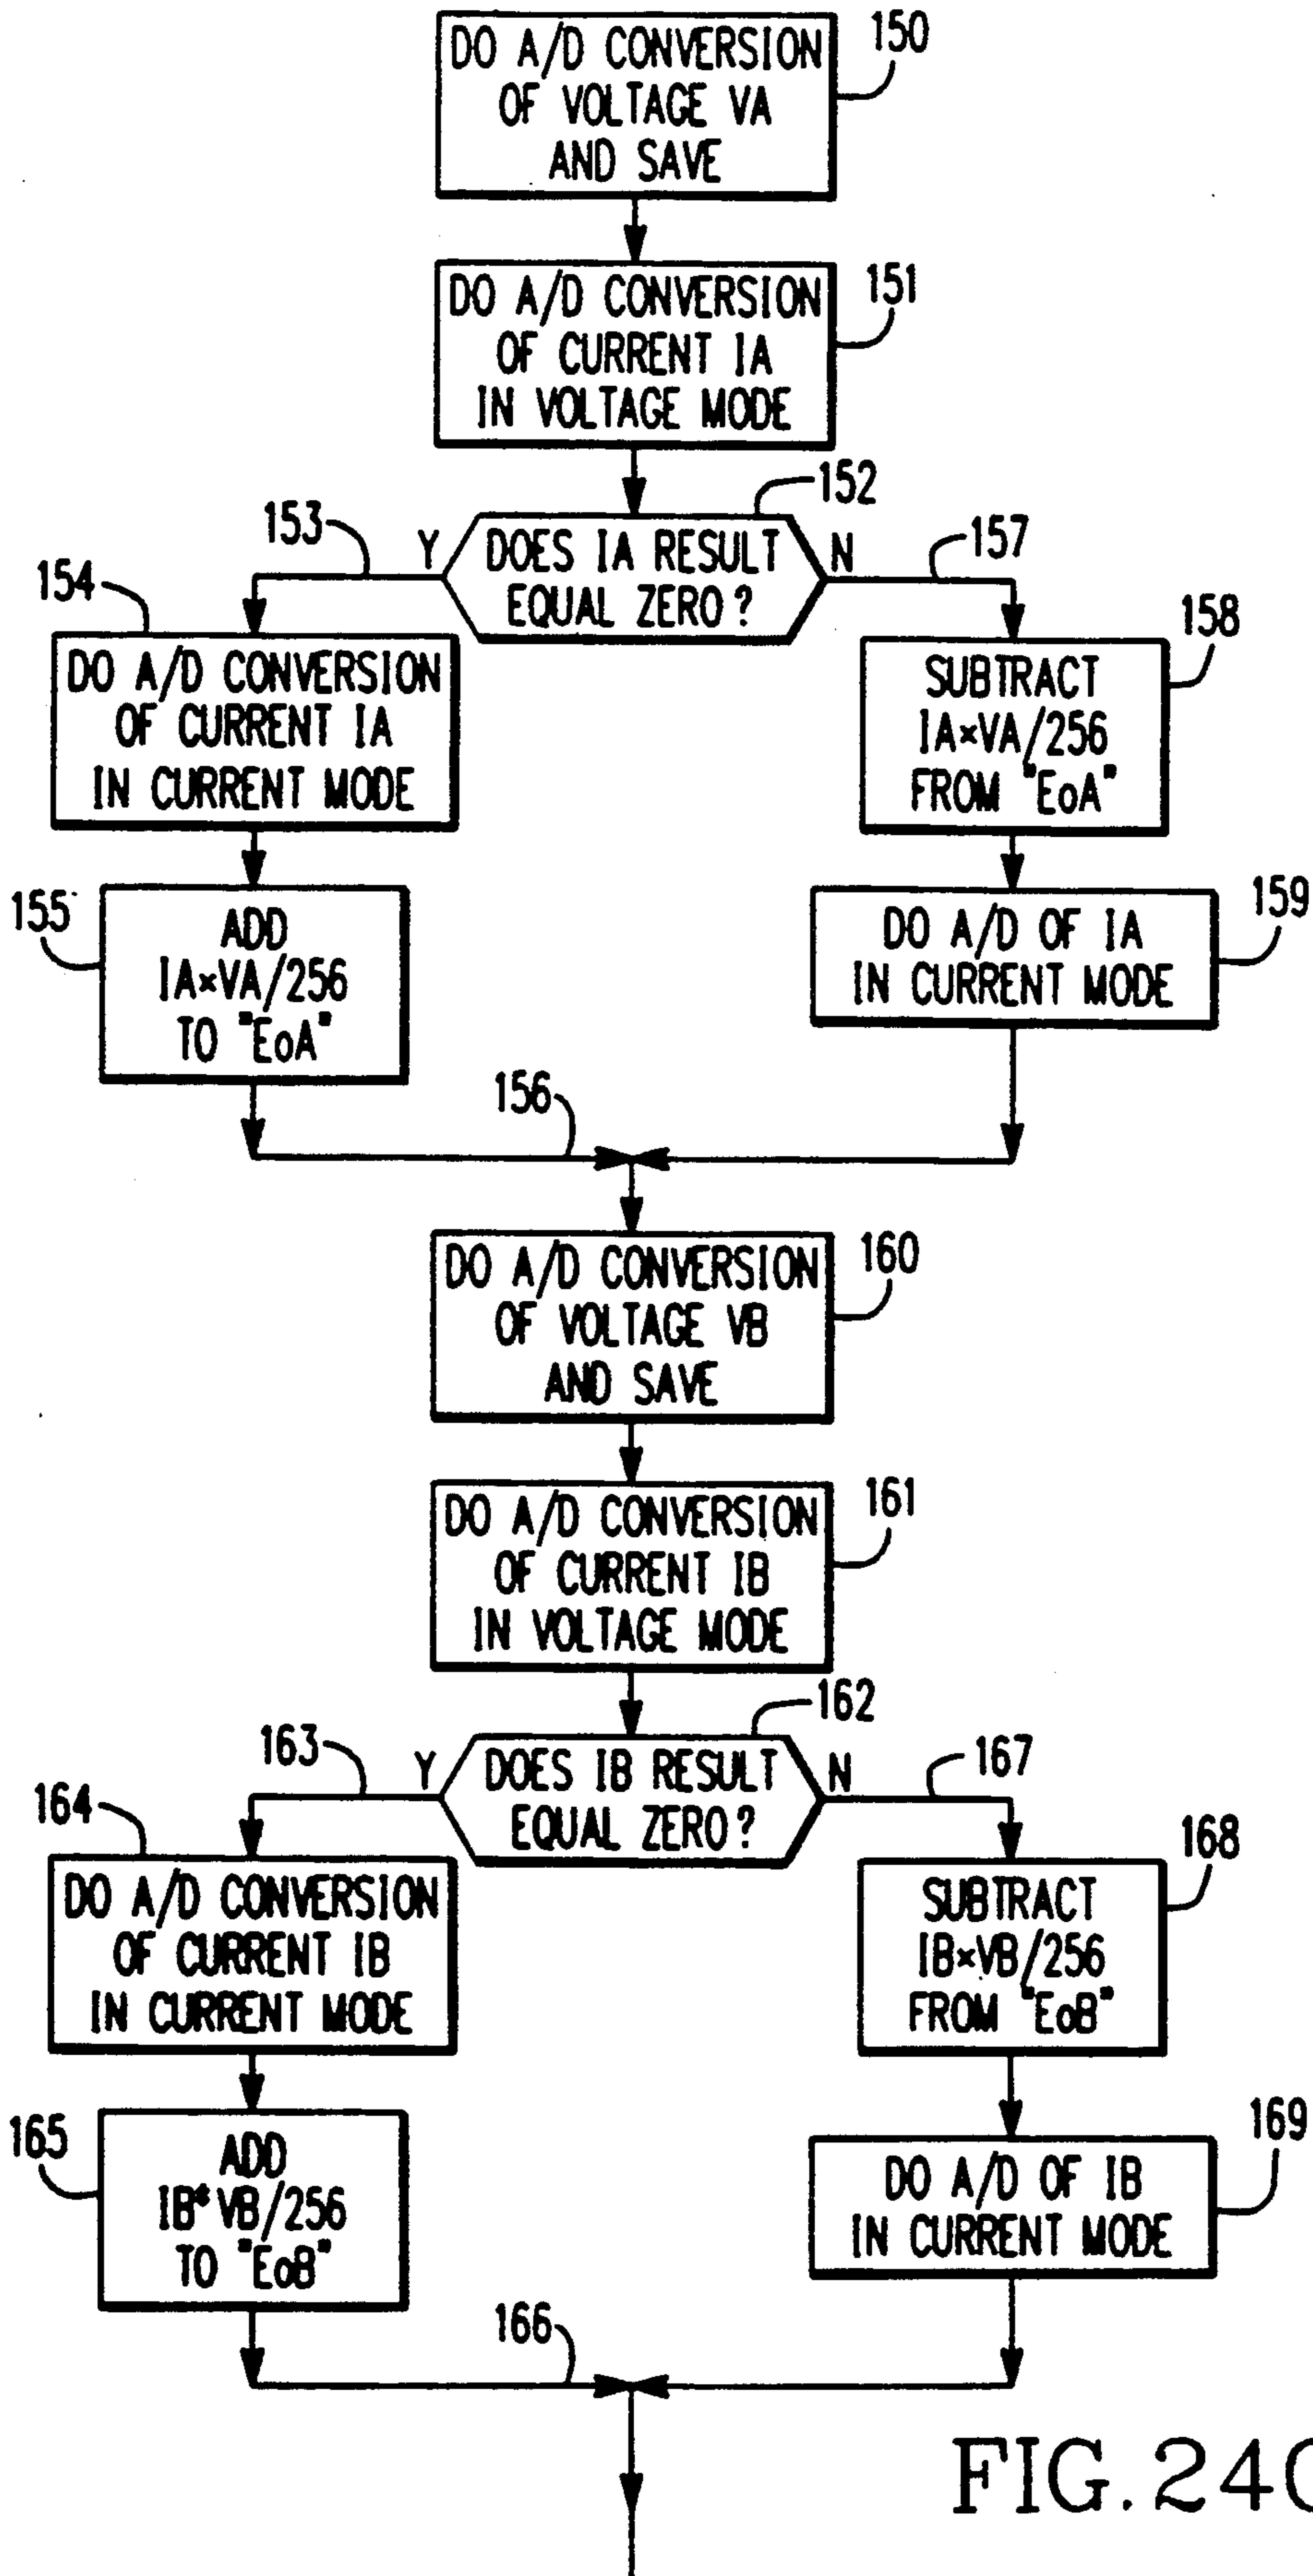 DO A/D CONVERSION
OF VOLTAGE VA
AND SAVE
150
DO A/D CONVERSION
OF CURRENT IA
IN VOLTAGE MODE
151
152
153
Y
DOES IA RESULT
EQUAL ZERO?
N
157
154
DO A/D CONVERSION
OF CURRENT IA
IN CURRENT MODE
158
SUBTRACT
IA×VA/256
FROM "EoA"
155
ADD
IA×VA/256
TO "EoA"
159
DO A/D OF IA
IN CURRENT MODE
156
DO A/D CONVERSION
OF VOLTAGE VB
AND SAVE
160
DO A/D CONVERSION
OF CURRENT IB
IN VOLTAGE MODE
161
162
163
Y
DOES IB RESULT
EQUAL ZERO?
N
167
164
DO A/D CONVERSION
OF CURRENT IB
IN CURRENT MODE
168
SUBTRACT
IB×VB/256
FROM "EoB"
165
ADD
IB*VB/256
TO "EoB"
169
DO A/D OF IB
IN CURRENT MODE
166